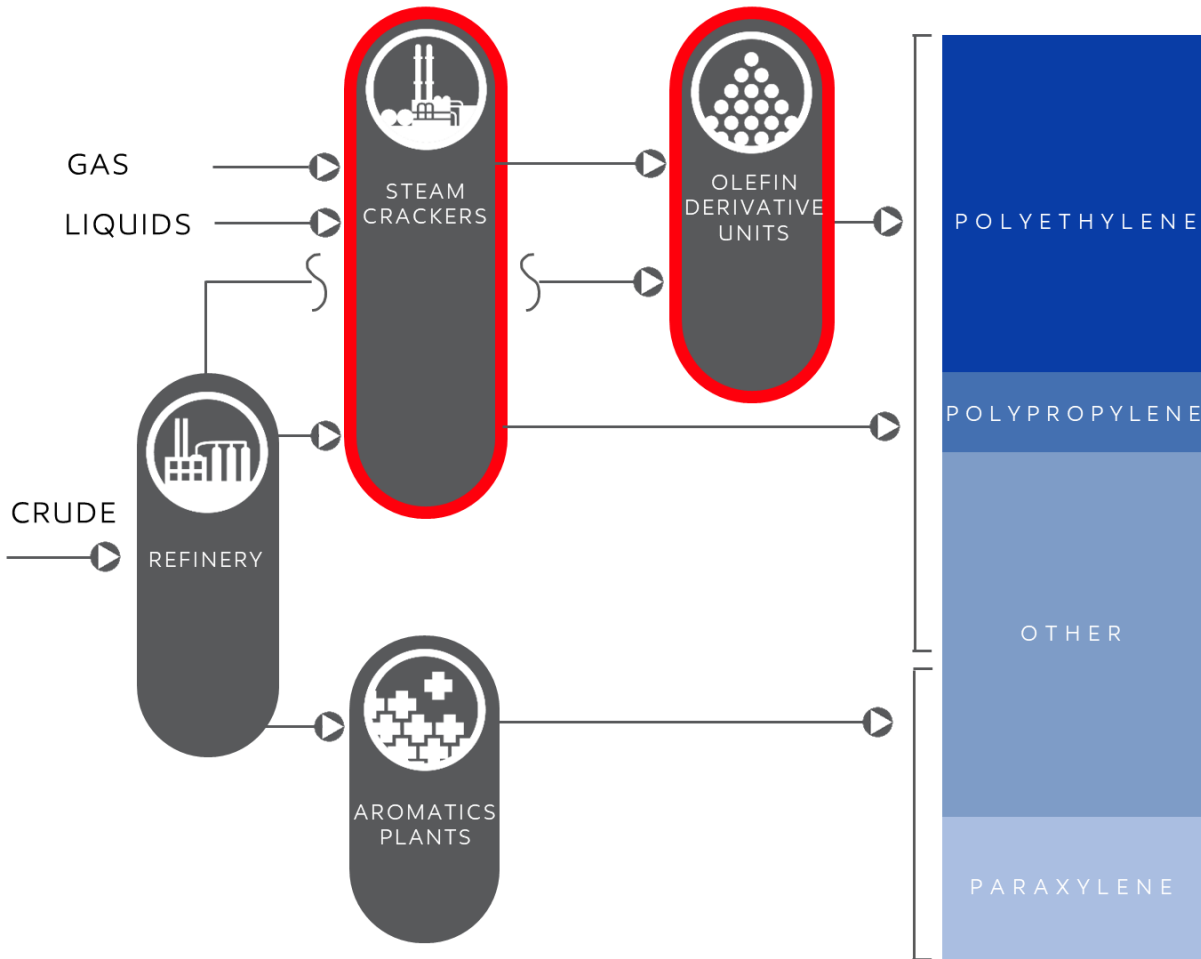 GAS
LIQUIDS
STEAM
CRACKERS
OLEFIN
DERIVATIVE
UNITS
CRUDE
REFINERY
AROMATICS
PLANTS
POLYETHYLENE
POLYPROPYLENE
OTHER
PARAXYLENE